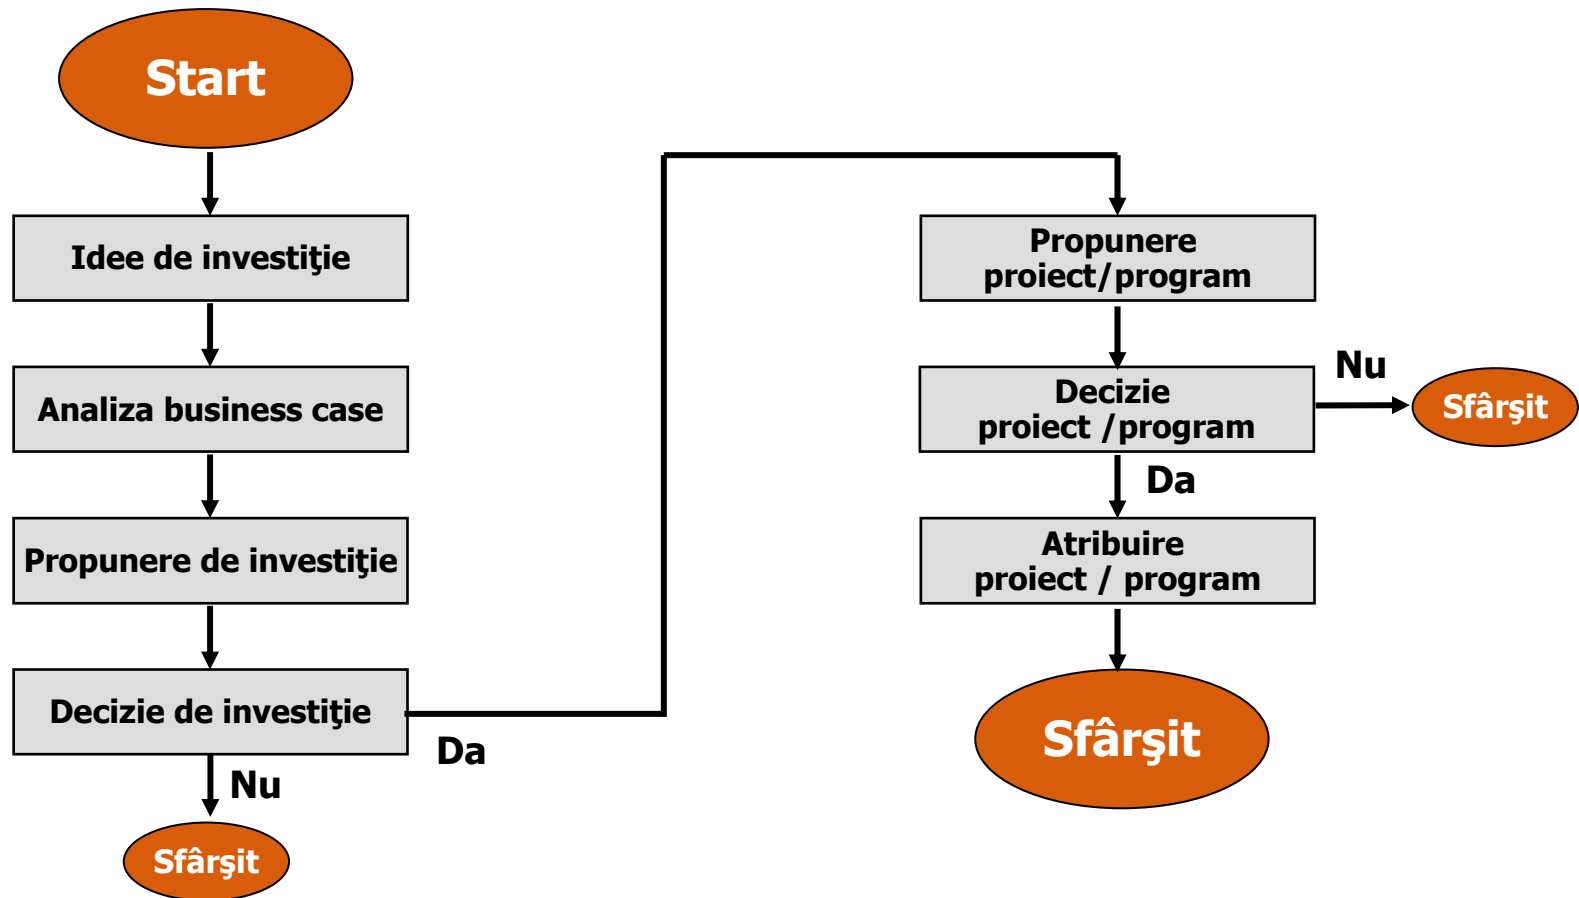 Start
Idee de investiţie
Analiza business case
Propunere de investiţie
Decizie de investiţie
Da
Nu
Sfârşit
Propunere
proiect/program
Decizie
proiect /program
Nu
Sfârşit
Da
Atribuire
proiect / program
Sfârşit